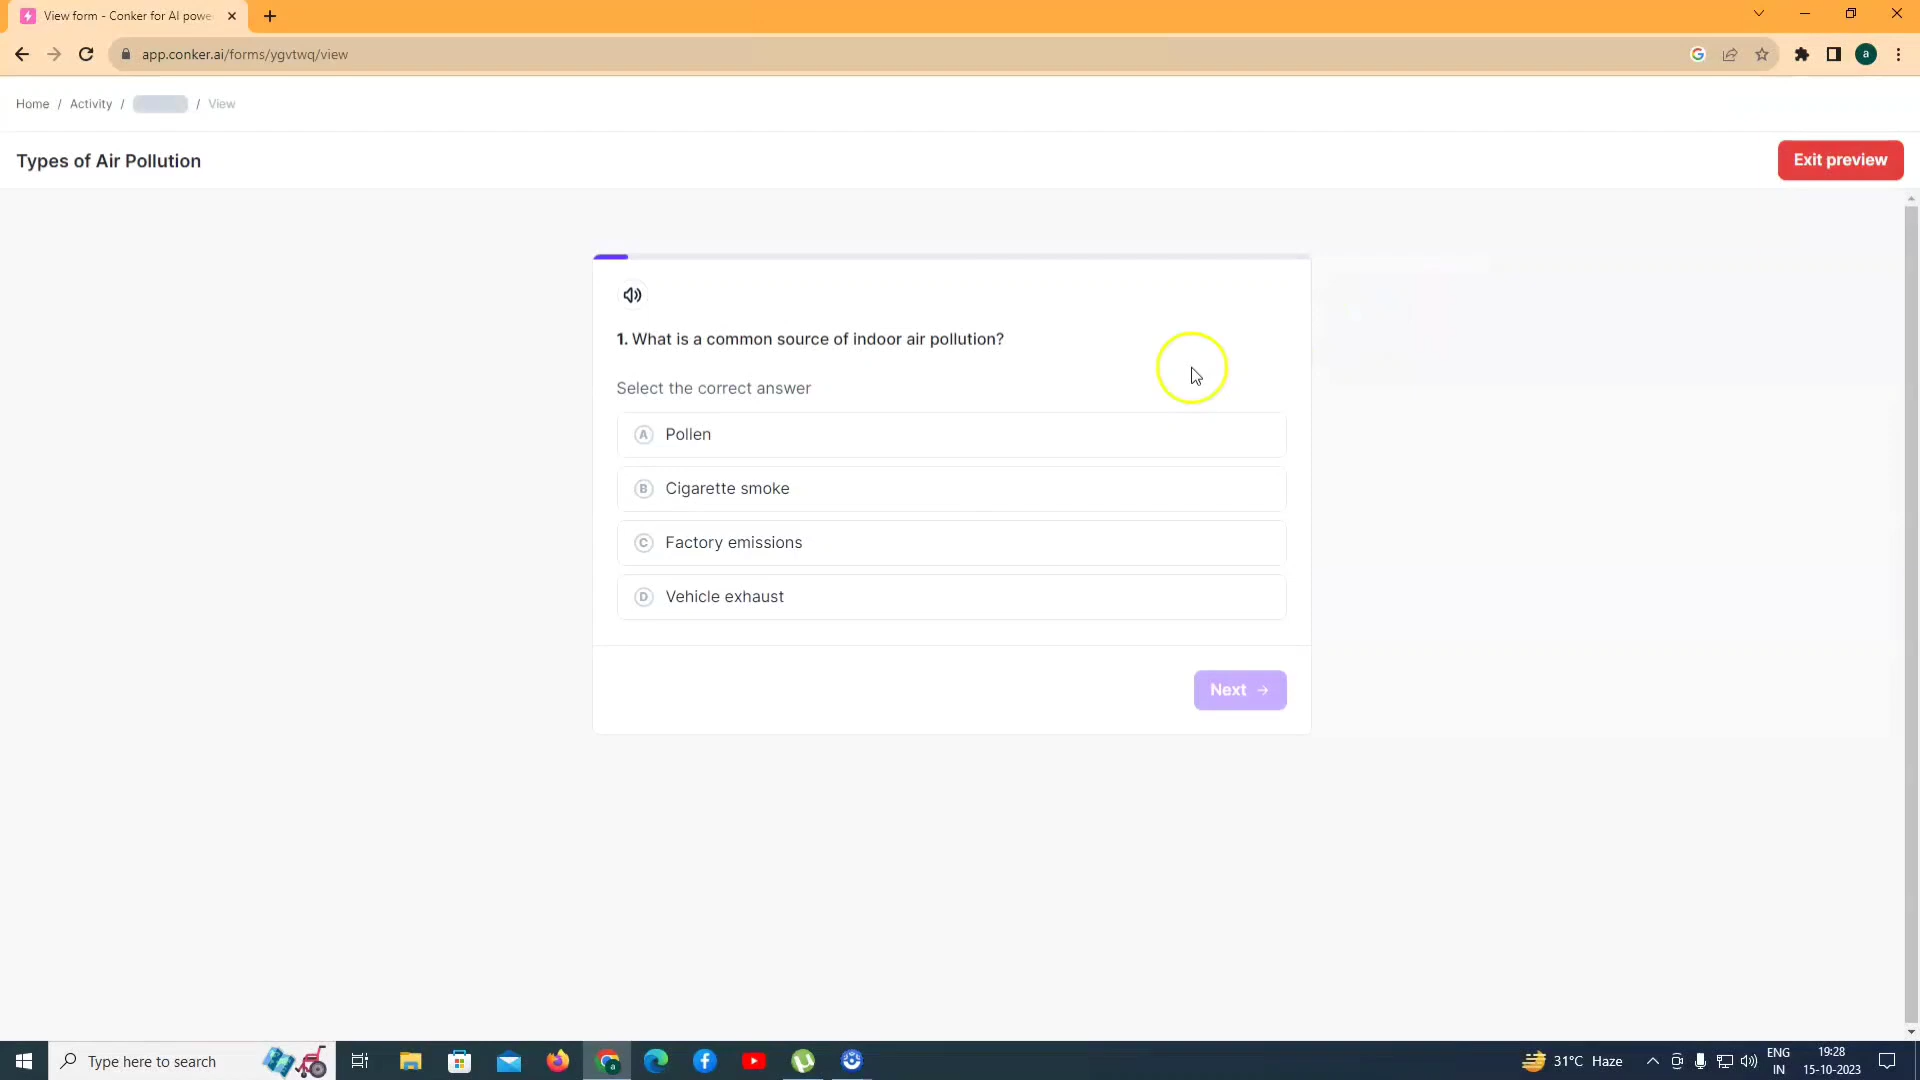 View form - Conker for AI powe
app.conker.ai/forms/ygvtwq/view
a
Home / Activity / / View
Types of Air Pollution
Exit preview
1. What is a common source of indoor air pollution?
Select the correct answer
A Pollen
B Cigarette smoke
C Factory emissions
D Vehicle exhaust
Next →
Type here to search
31°C Haze
ENG
IN
19:28
15-10-2023